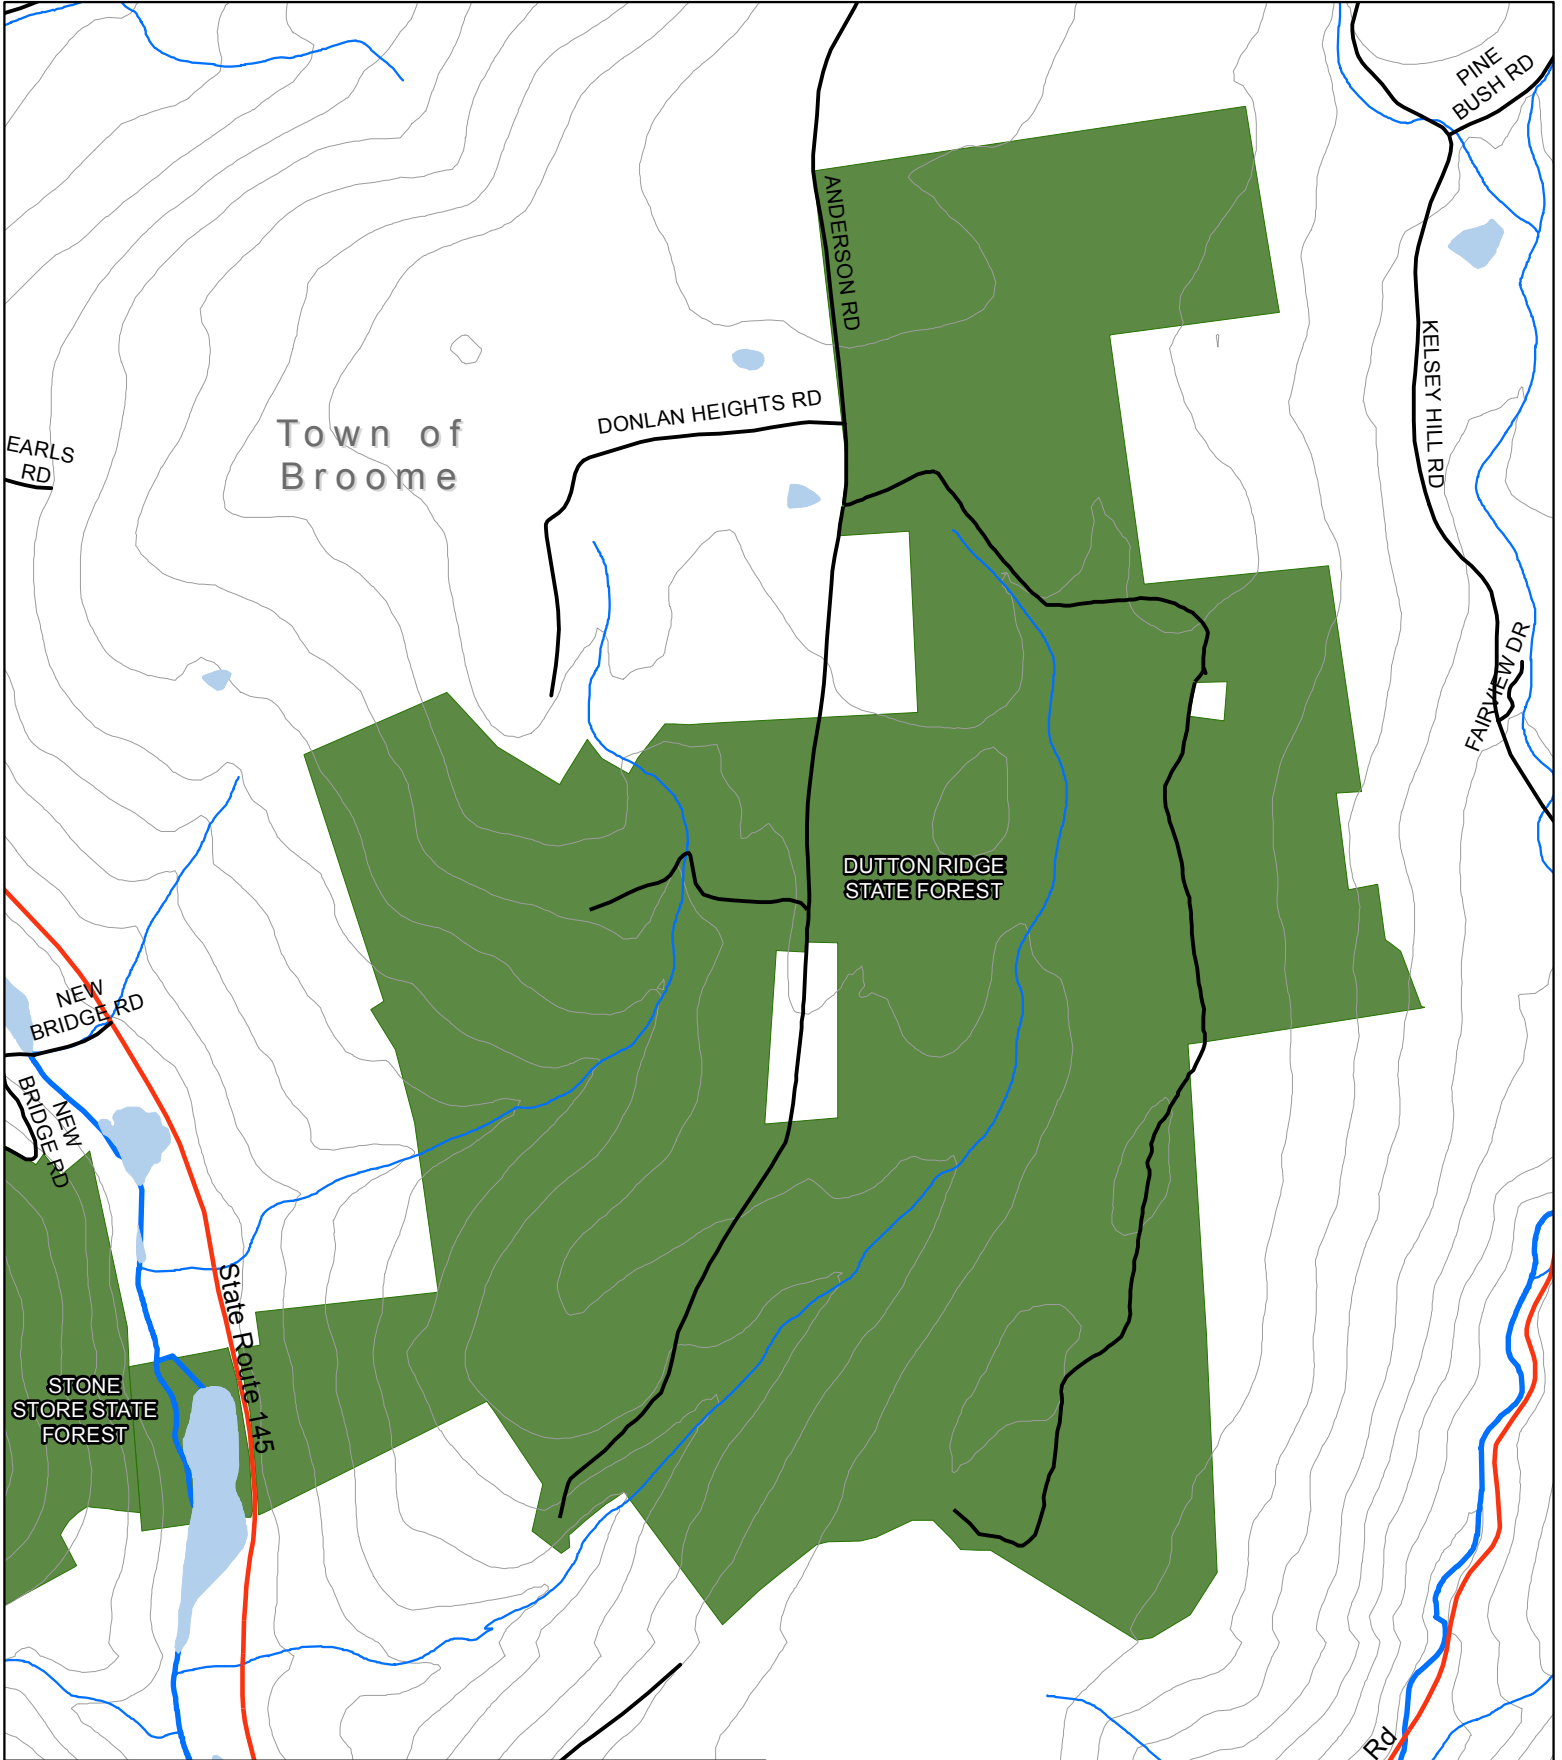 PINE
BUSH RD
ANDERSON RD
KELSEY HILL RD
DONLAN HEIGHTS RD
Town of
Broome
EARLS
RD
FAIRVIEW DR
DUTTON RIDGE
STATE FOREST
NEW
BRIDGE RD
NEW
BRIDGE RD
State Route 145
STONE
STORE STATE
FOREST
Rd